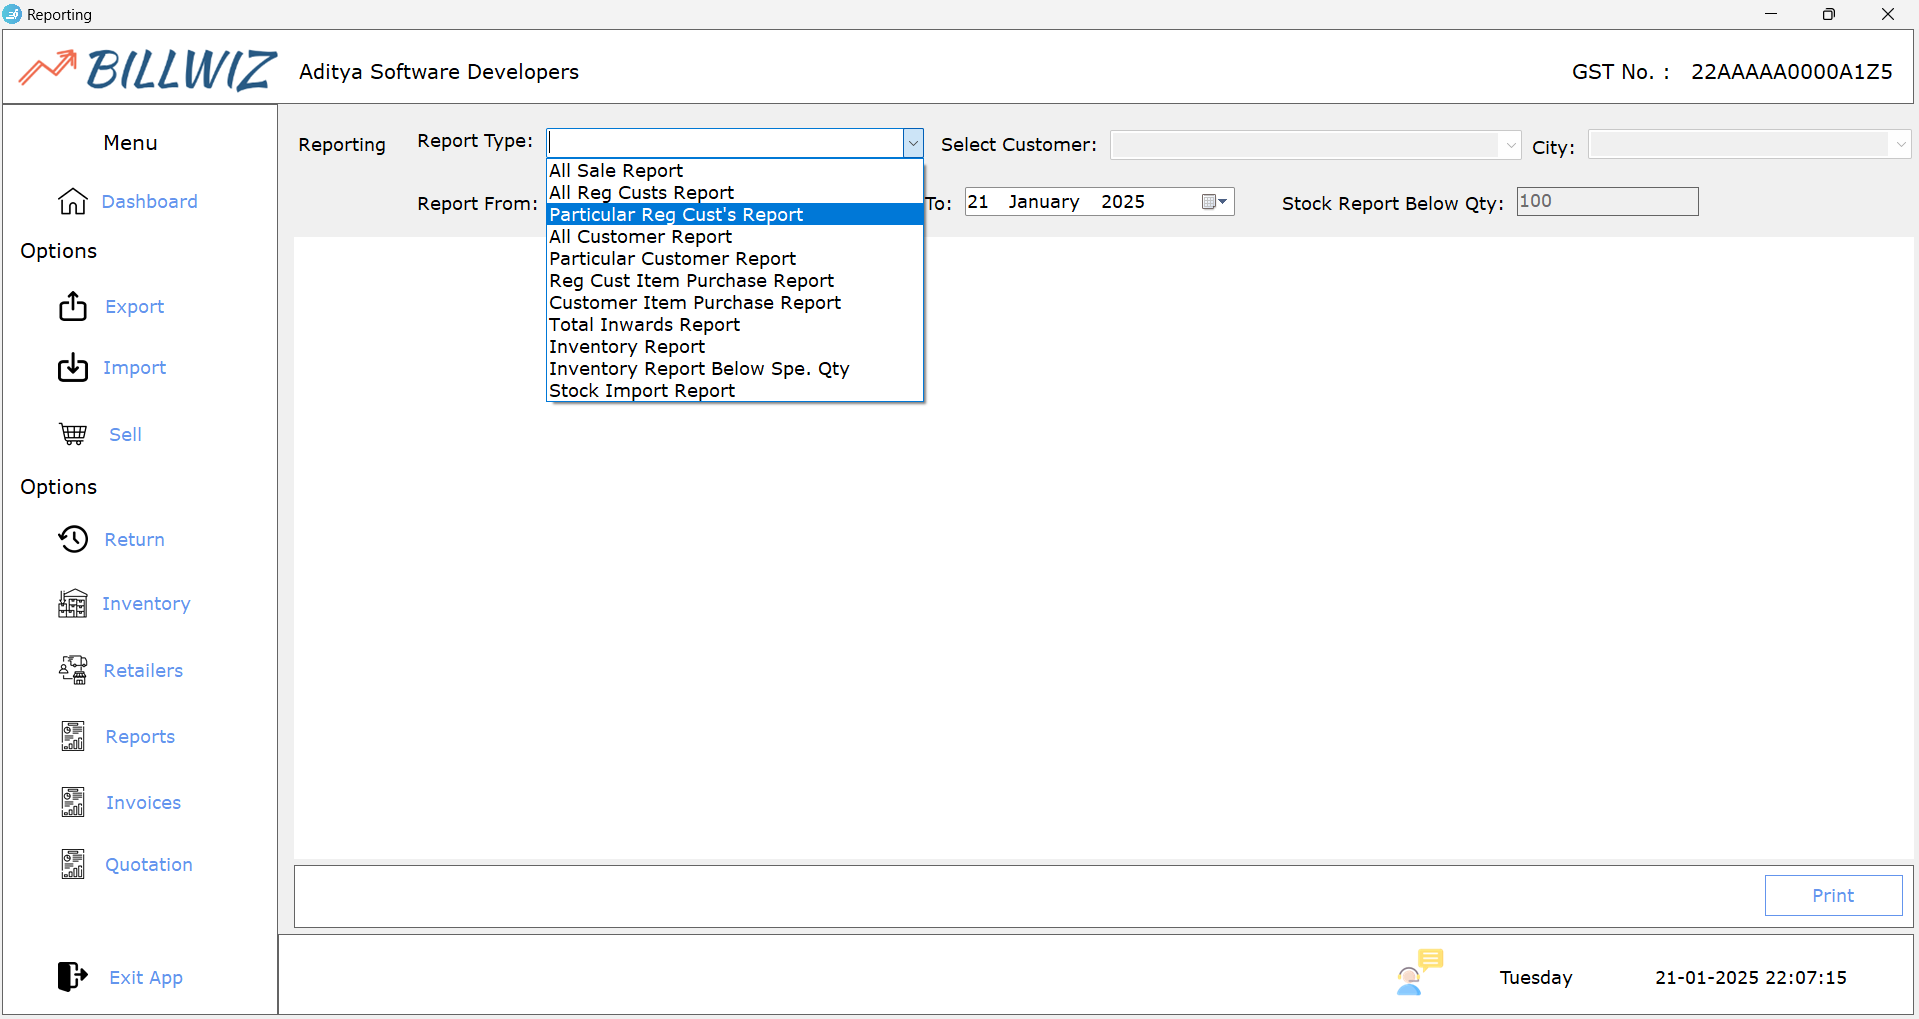 Reporting
BILLWIZ Aditya Software Developers GST No. : 22AAAAA0000A1Z5
Menu
Dashboard
Options
Export
Import
Sell
Options
Return
Inventory
Retailers
Reports
Invoices
Quotation
Exit App
Reporting Report Type: Select Customer: City:
Report From: To: 21 January 2025 Stock Report Below Qty: 100
All Sale Report
All Reg Custs Report
Particular Reg Cust's Report
All Customer Report
Particular Customer Report
Reg Cust Item Purchase Report
Customer Item Purchase Report
Total Inwards Report
Inventory Report
Inventory Report Below Spe. Qty
Stock Import Report
Print
Tuesday 21-01-2025 22:07:15